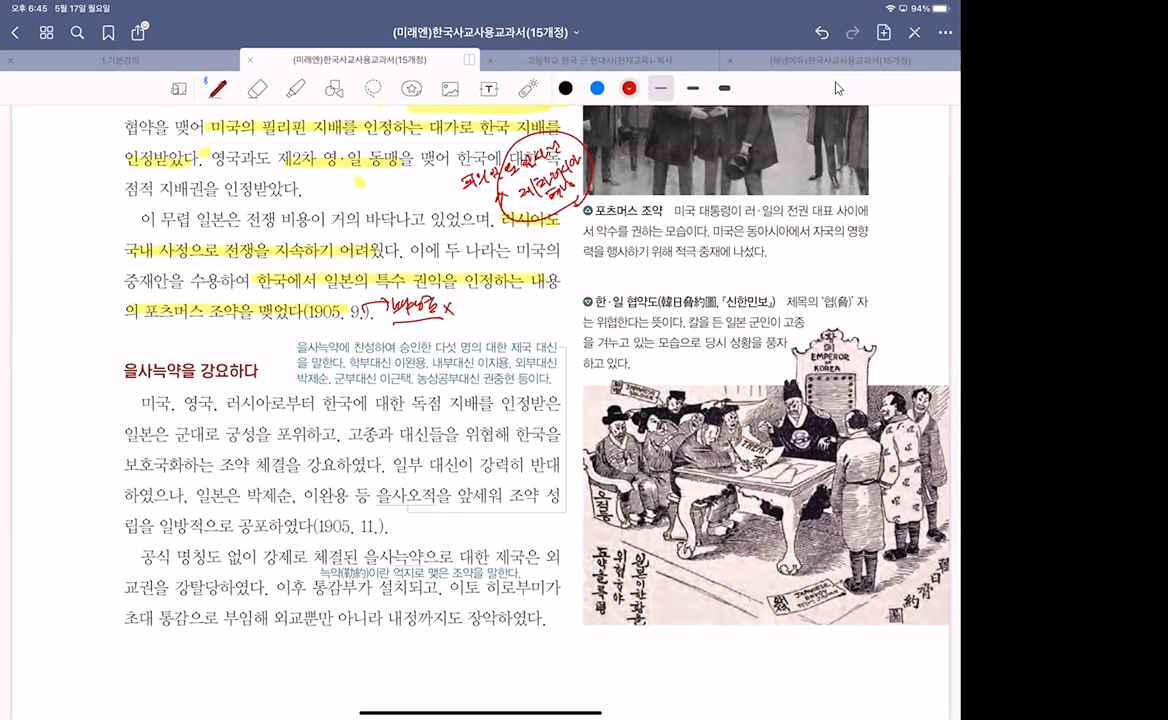 오후 6:45 5월 17일 월요일
94%
(미래엔)한국사교사용교과서(15개정)
1.기본강의
(미래엔)한국사교사용교과서(15개정)
고등학교 한국 근 현대사(천재교육)-복사
(해냄에듀)한국사교사용교과서(15개정)
협약을 맺어 미국의 필리핀 지배를 인정하는 대가로 한국 지배를
인정받았다. 영국과도 제2차 영·일 동맹을 맺어 한국에 대한 독
점적 지배권을 인정받았다.
이 무렵 일본은 전쟁 비용이 거의 바닥나고 있었으며, 러시아도
국내 사정으로 전쟁을 지속하기 어려웠다. 이에 두 나라는 미국의
중재안을 수용하여 한국에서 일본의 특수 권익을 인정하는 내용
의 포츠머스 조약을 맺었다(1905. 9.).
배상금 X
을사늑약을 강요하다
을사늑약에 찬성하여 승인한 다섯 명의 대한 제국 대신
을 말한다. 학부대신 이완용, 내부대신 이지용, 외부대신
박제순, 군부대신 이근택, 농상공부대신 권중현 등이다.
미국, 영국, 러시아로부터 한국에 대한 독점 지배를 인정받은
일본은 군대로 궁성을 포위하고, 고종과 대신들을 위협해 한국을
보호국화하는 조약 체결을 강요하였다. 일부 대신이 강력히 반대
하였으나, 일본은 박제순, 이완용 등 을사오적을 앞세워 조약 성
립을 일방적으로 공포하였다(1905. 11.).
공식 명칭도 없이 강제로 체결된 을사늑약으로 대한 제국은 외
늑약(勒約)이란 억지로 맺은 조약을 말한다.
교권을 강탈당하였다. 이후 통감부가 설치되고, 이토 히로부미가
초대 통감으로 부임해 외교뿐만 아니라 내정까지도 장악하였다.
포츠머스 조약 미국 대통령이 러·일의 전권 대표 사이에
서 악수를 권하는 모습이다. 미국은 동아시아에서 자국의 영향
력을 행사하기 위해 적극 중재에 나섰다.
한·일 협약도(韓日脅約圖, 『신한민보』) 제목의 '협(脅)' 자
는 위협한다는 뜻이다. 칼을 든 일본 군인이 고종
을 겨누고 있는 모습으로 당시 상황을 풍자
하고 있다.
EMPEROR
OF
KOREA
TREATY